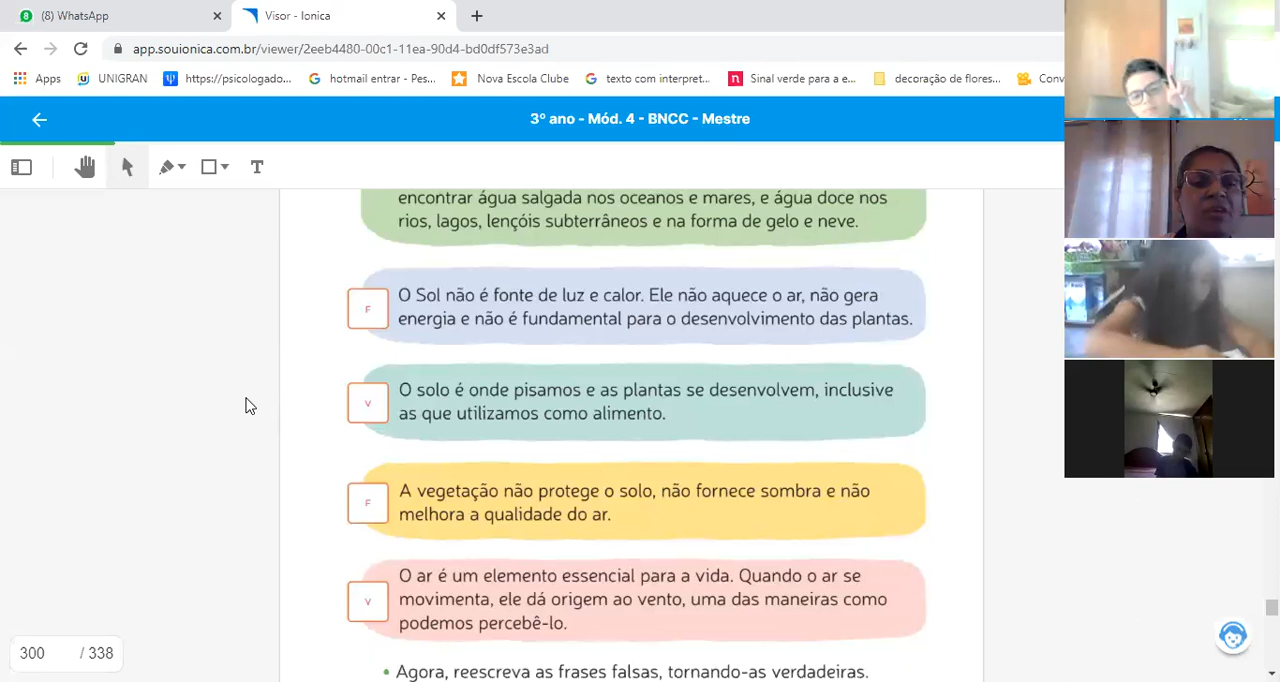 (8) WhatsApp
Visor - Ionica
app.souionica.com.br/viewer/2eeb4480-00c1-11ea-90d4-bd0df573e3ad
Apps UNIGRAN https://psicologado... hotmail entrar - Pes... Nova Escola Clube texto com interpret... Sinal verde para a e... decoração de flores... Conv
3º ano - Mód. 4 - BNCC - Mestre
T
encontrar água salgada nos oceanos e mares, e água doce nos
rios, lagos, lençóis subterrâneos e na forma de gelo e neve.
F
O Sol não é fonte de luz e calor. Ele não aquece o ar, não gera
energia e não é fundamental para o desenvolvimento das plantas.
V
O solo é onde pisamos e as plantas se desenvolvem, inclusive
as que utilizamos como alimento.
F
A vegetação não protege o solo, não fornece sombra e não
melhora a qualidade do ar.
V
O ar é um elemento essencial para a vida. Quando o ar se
movimenta, ele dá origem ao vento, uma das maneiras como
podemos percebê-lo.
• Agora, reescreva as frases falsas, tornando-as verdadeiras.
300 / 338